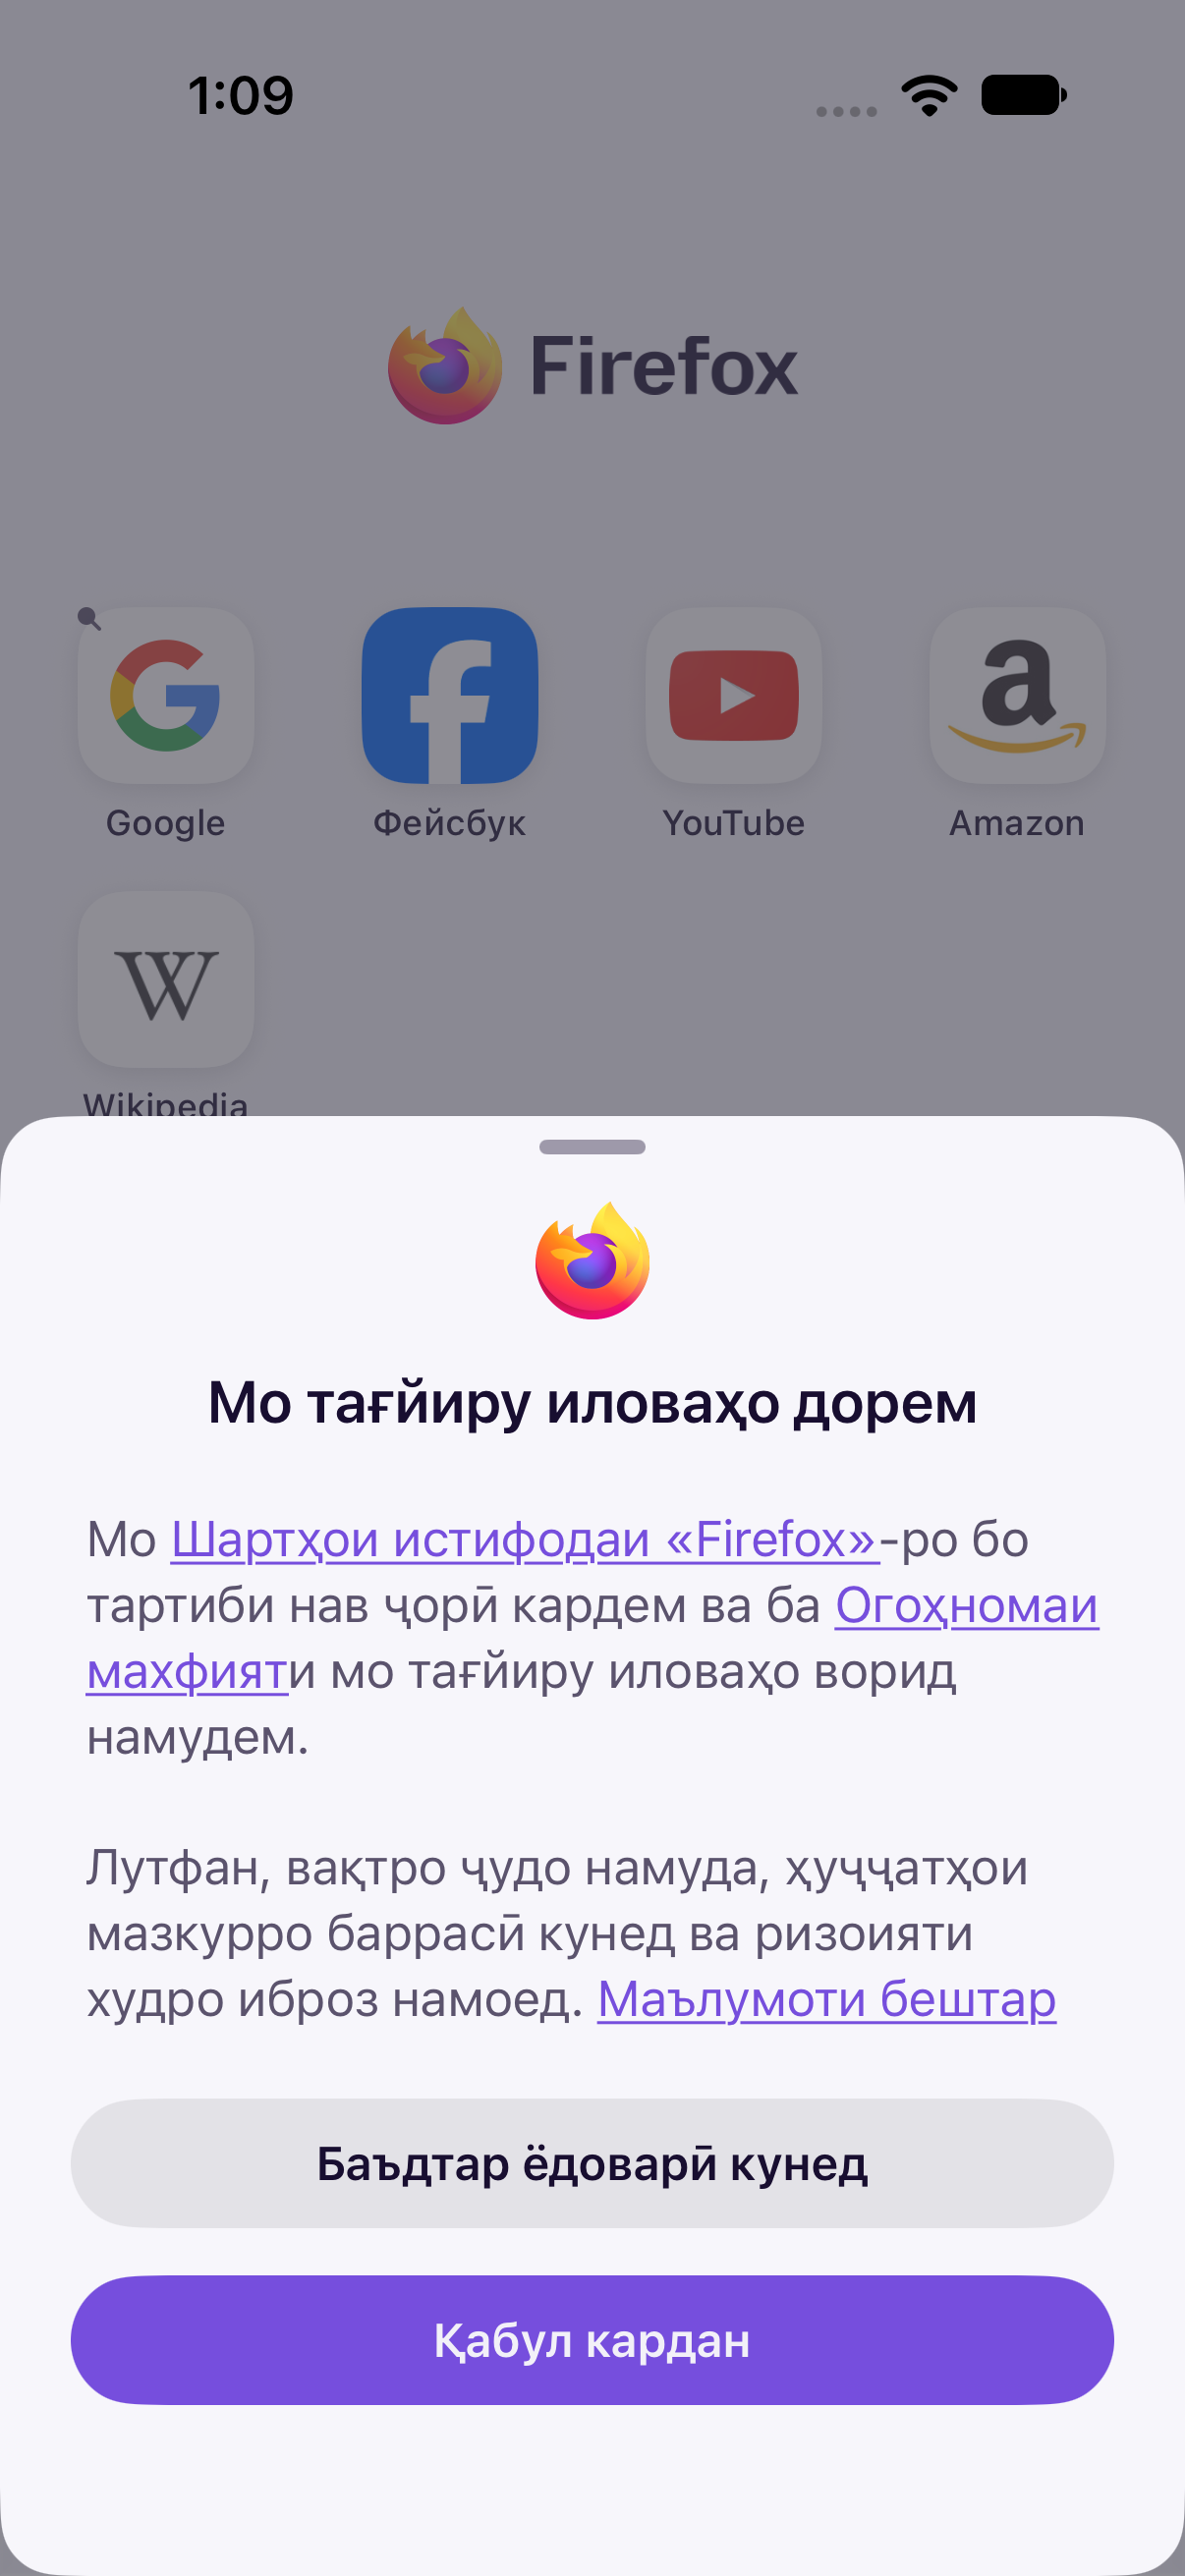 1:09
Firefox
Google
Фейсбук
YouTube
Amazon
Wikipedia
Мо тағйиру иловаҳо дорем
Мо Шартҳои истифодаи «Firefox»-ро бо
тартиби нав ҷорӣ кардем ва ба Огоҳномаи
махфияти мо тағйиру иловаҳо ворид
намудем.
Лутфан, вақтро ҷудо намуда, ҳуҷҷатҳои
мазкурро баррасӣ кунед ва ризоияти
худро иброз намоед. Маълумоти бештар
Баъдтар ёдоварӣ кунед
Қабул кардан